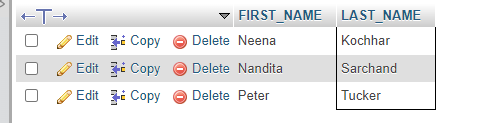 FIRST_NAME LAST_NAME
Edit Copy Delete Neena Kochhar
Edit Copy Delete Nandita Sarchand
Edit Copy Delete Peter Tucker